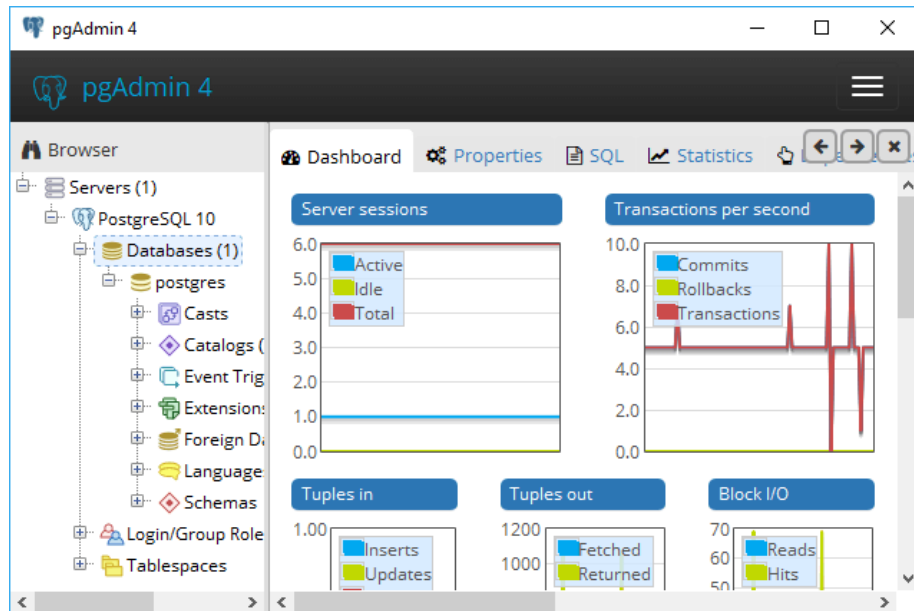 pgAdmin 4
pgAdmin 4
Browser
Servers (1)
PostgreSQL 10
Databases (1)
postgres
Casts
Catalogs (
Event Trig
Extensions
Foreign Da
Language
Schemas
Login/Group Role
Tablespaces
Dashboard
Properties
SQL
Statistics
Server sessions
6.0
5.0
4.0
3.0
2.0
1.0
0.0
Active
Idle
Total
Transactions per second
10.0
8.0
6.0
4.0
2.0
0.0
Commits
Rollbacks
Transactions
Tuples in
1.00
Inserts
Updates
Tuples out
1200
1000
Fetched
Returned
Block I/O
70
60
50
Reads
Hits